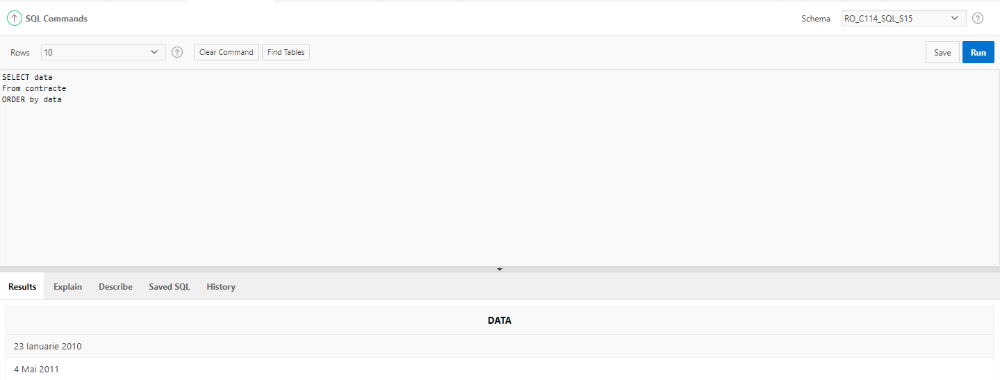 SQL Commands Schema RO_C114_SQL_S15
Rows 10 Clear Command Find Tables Save Run
SELECT data
From contracte
ORDER by data
Results Explain Describe Saved SQL History
DATA
23 Ianuarie 2010
4 Mai 2011